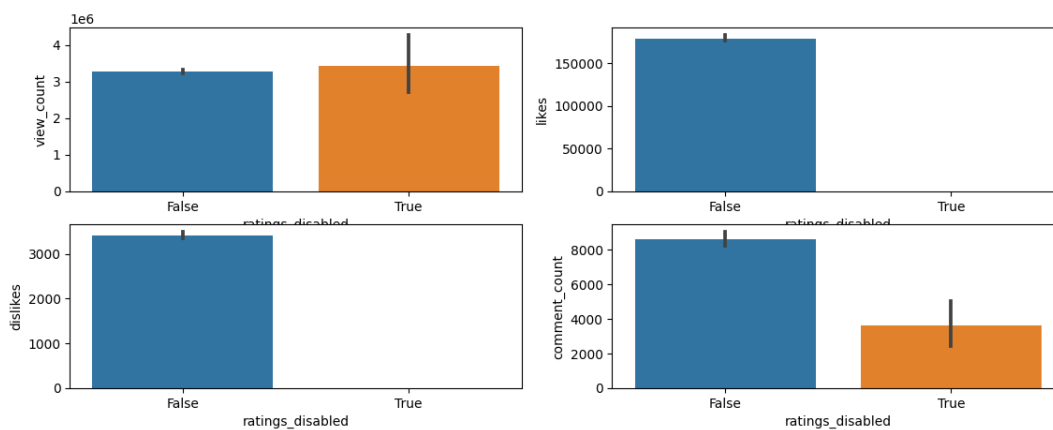 1e6
view_count
4
3
2
1
0
False
True
ratings_disabled
likes
150000
100000
50000
0
False
True
ratings_disabled
dislikes
3000
2000
1000
0
False
True
ratings_disabled
comment_count
8000
6000
4000
2000
0
False
True
ratings_disabled